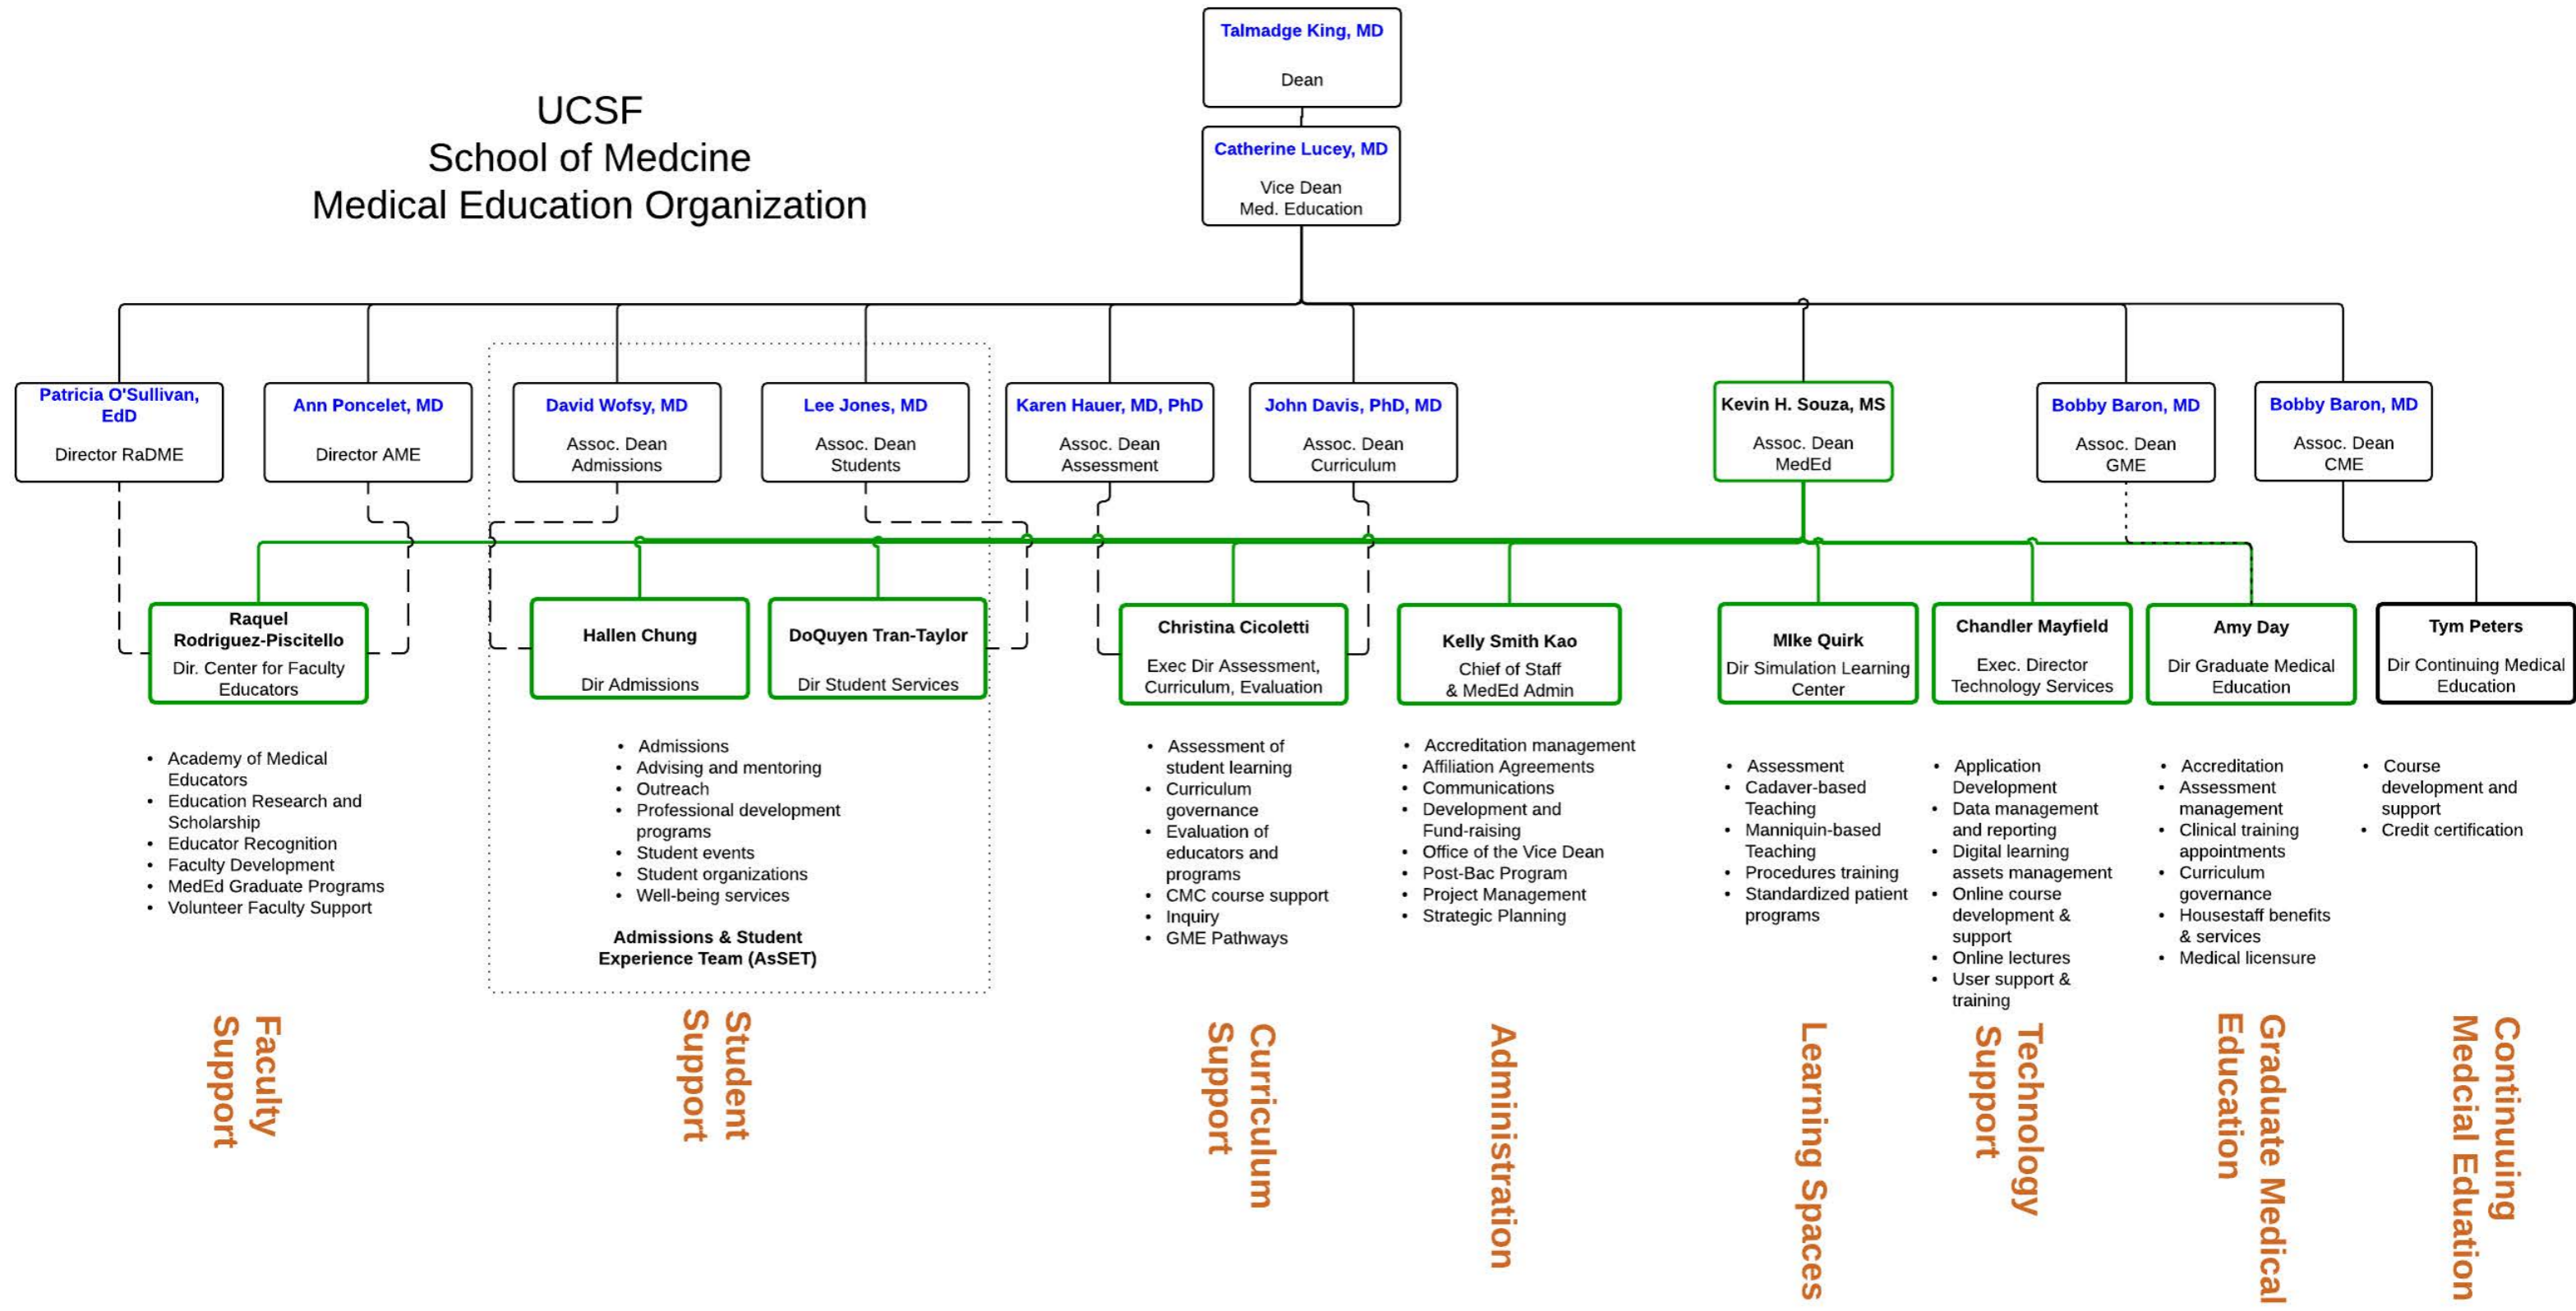 Talmadge King, MD
Dean
UCSF
School of Medcine
Medical Education Organization
Catherine Lucey, MD
Vice Dean
Med. Education
Patricia O'Sullivan,
EdD
Director RaDME
Ann Poncelet, MD
Director AME
David Wofsy, MD
Assoc. Dean
Admissions
Lee Jones, MD
Assoc. Dean
Students
Karen Hauer, MD, PhD
Assoc. Dean
Assessment
John Davis, PhD, MD
Assoc. Dean
Curriculum
Kevin H. Souza, MS
Assoc. Dean
MedEd
Bobby Baron, MD
Assoc. Dean
GME
Bobby Baron, MD
Assoc. Dean
CME
Raquel
Rodriguez-Piscitello
Dir. Center for Faculty
Educators
Hallen Chung
Dir Admissions
DoQuyen Tran-Taylor
Dir Student Services
Christina Cicoletti
Exec Dir Assessment,
Curriculum, Evaluation
Kelly Smith Kao
Chief of Staff
& MedEd Admin
MIke Quirk
Dir Simulation Learning
Center
Chandler Mayfield
Exec. Director
Technology Services
Amy Day
Dir Graduate Medical
Education
Tym Peters
Dir Continuing Medical
Education
• Academy of Medical
Educators
• Education Research and
Scholarship
• Educator Recognition
• Faculty Development
• MedEd Graduate Programs
• Volunteer Faculty Support
• Admissions
• Advising and mentoring
• Outreach
• Professional development
programs
• Student events
• Student organizations
• Well-being services
Admissions & Student
Experience Team (AsSET)
• Assessment of
student learning
• Curriculum
governance
• Evaluation of
educators and
programs
• CMC course support
• Inquiry
• GME Pathways
• Accreditation management
• Affiliation Agreements
• Communications
• Development and
Fund-raising
• Office of the Vice Dean
• Post-Bac Program
• Project Management
• Strategic Planning
• Assessment
• Cadaver-based
Teaching
• Manniquin-based
Teaching
• Procedures training
• Standardized patient
programs
• Application
Development
• Data management
and reporting
• Digital learning
assets management
• Online course
development &
support
• Online lectures
• User support &
training
• Accreditation
• Assessment
management
• Clinical training
appointments
• Curriculum
governance
• Housestaff benefits
& services
• Medical licensure
• Course
development and
support
• Credit certification
Faculty
Support
Student
Support
Curriculum
Support
Administration
Learning Spaces
Technology
Support
Graduate Medical
Education
Continuuing
Medcial Eduation